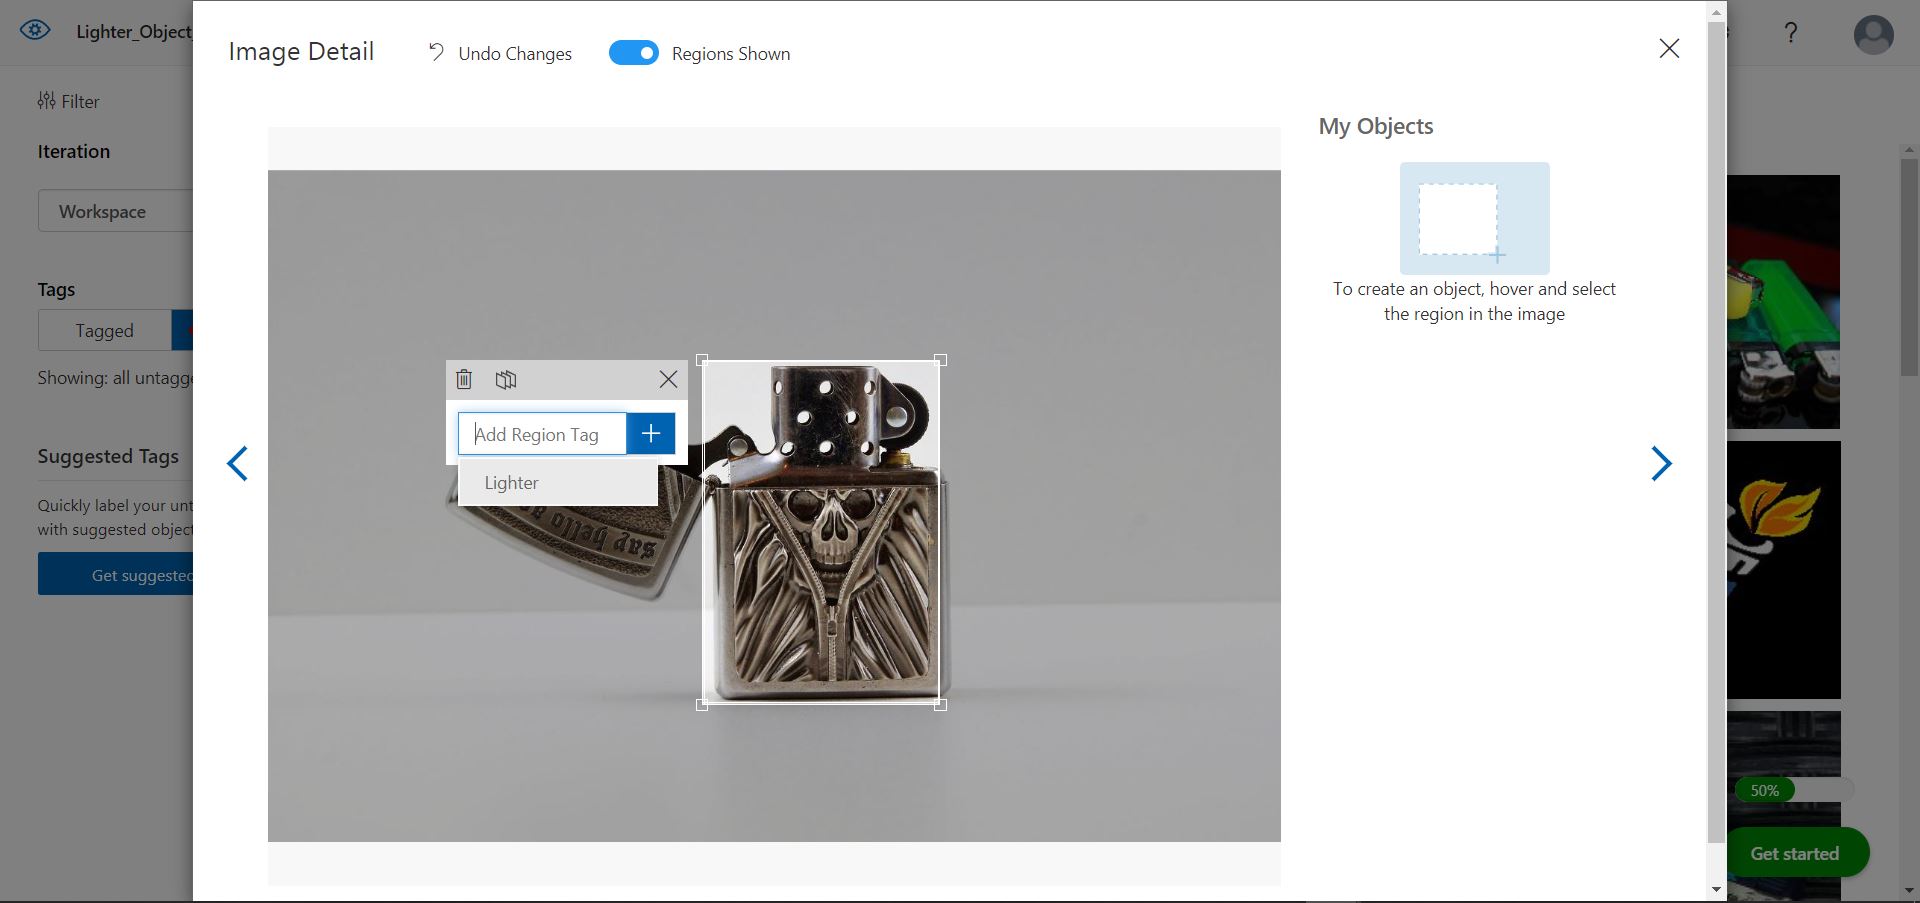 Lighter_Object_
Image Detail
Undo Changes
Regions Shown
?
Filter
Iteration
Workspace
Tags
Tagged
Showing: all untagge
Suggested Tags
Quickly label your unt
with suggested object
Get suggested
Add Region Tag
Lighter
say hello
My Objects
To create an object, hover and select
the region in the image
50%
Get started